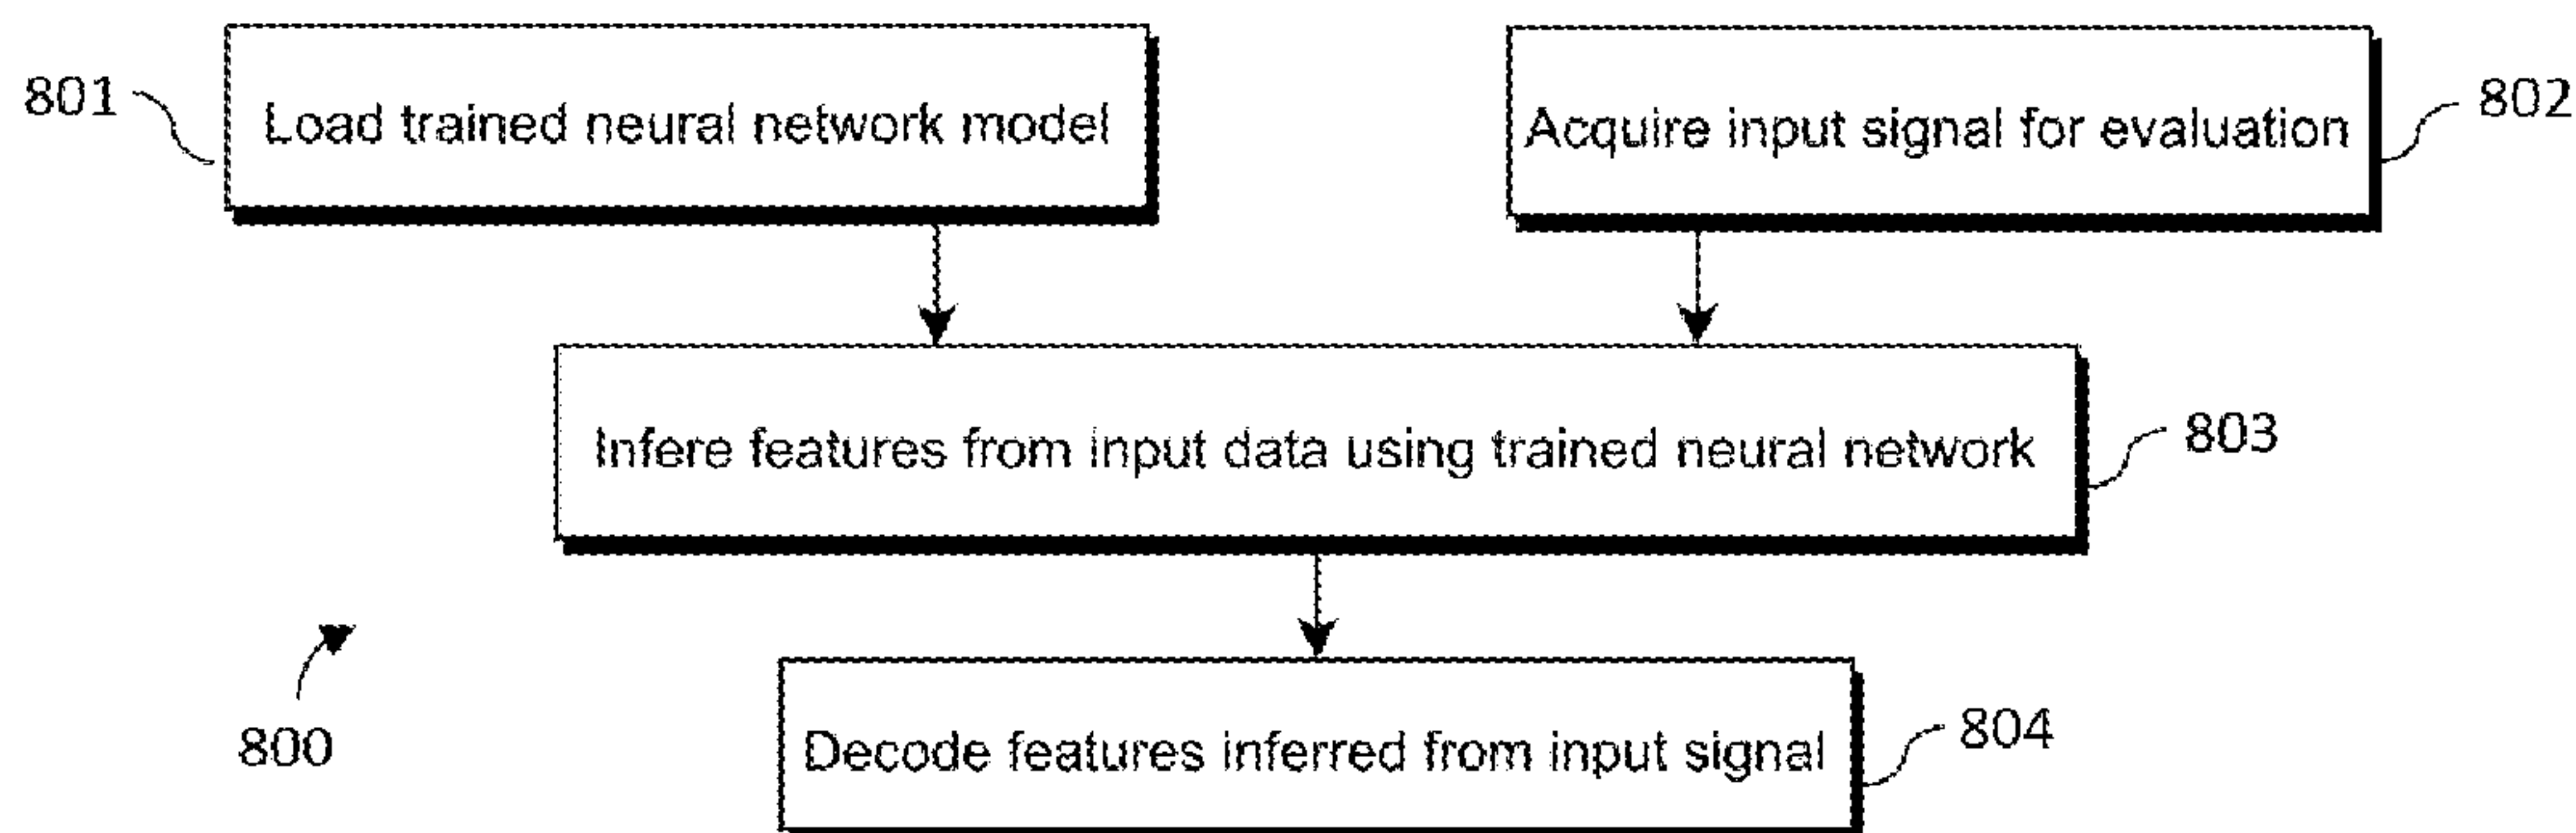 801
Load trained neural network model
Acquire input signal for evaluation
802
Infere features from input data using trained neural network
803
800
Decode features inferred from input signal
804